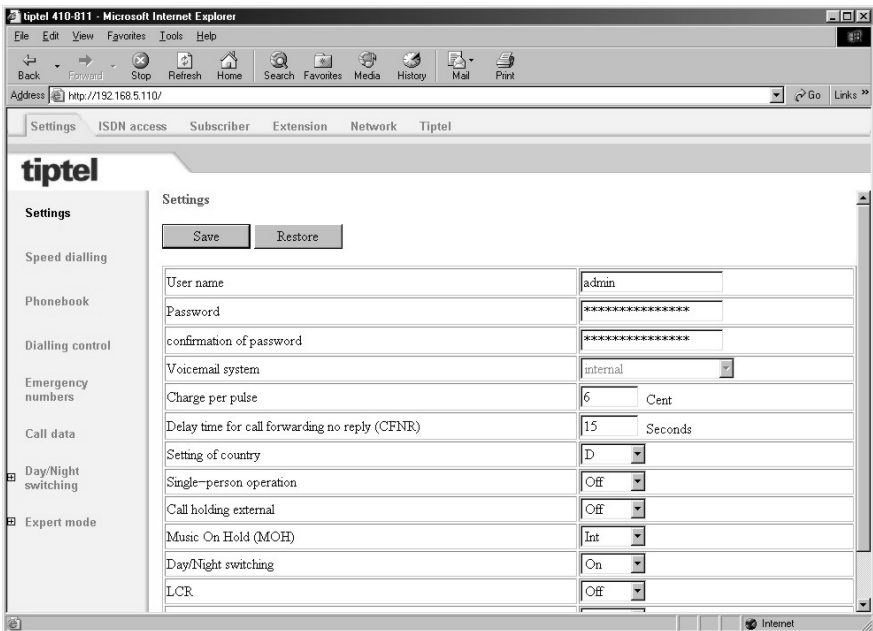 tiptel 410-811 - Microsoft Internet Explorer
File Edit View Favorites Tools Help
Back Forward Stop Refresh Home Search Favorites Media History Mail Print
Address http://192.168.5.110/ Go Links »
Settings ISDN access Subscriber Extension Network Tiptel
tiptel
Settings
Speed dialling
Phonebook
Dialling control
Emergency
numbers
Call data
Day/Night
switching
Expert mode
Settings
Save Restore
User name admin
Password ***************
confirmation of password ***************
Voicemail system internal
Charge per pulse 6 Cent
Delay time for call forwarding no reply (CFNR) 15 Seconds
Setting of country D
Single-person operation Off
Call holding external Off
Music On Hold (MOH) Int
Day/Night switching On
LCR Off
Internet